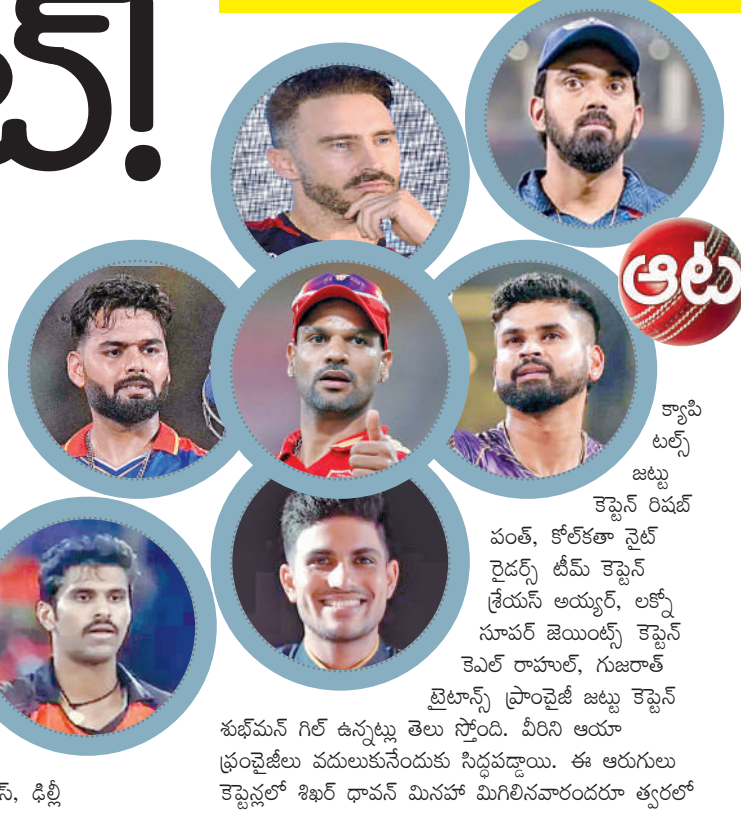 ఆట
క్యాపి
టల్స్
జట్టు
కెప్టెన్ రిషబ్
పంత్, కోల్‌కతా నైట్
రైడర్స్ టీమ్ కెప్టెన్
శ్రేయస్ అయ్యర్, లక్నో
సూపర్ జెయింట్స్ కెప్టెన్
కెఎల్ రాహుల్, గుజరాత్
టైటాన్స్ ఫ్రాంచైజీ జట్టు కెప్టెన్
శుభ్‌మన్ గిల్ ఉన్నట్లు తెలు స్తోంది. వీరిని ఆయా
ఫ్రంచైజీలు వదులుకునేందుకు సిద్ధపడ్డాయి. ఈ ఆరుగులు
ఢిల్లీ
కెప్టెన్లలో శిఖర్ ధావన్ మినహా మిగిలినవారందరూ త్వరలో